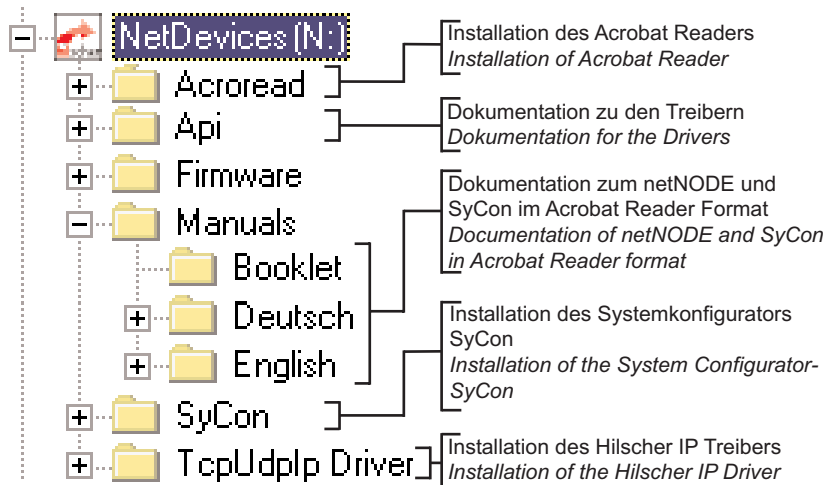 NetDevices (N:)
Acroread
Api
Firmware
Manuals
Booklet
Deutsch
English
SyCon
TcpUdpIp Driver
Installation des Acrobat Readers
Installation of Acrobat Reader
Dokumentation zu den Treibern
Dokumentation for the Drivers
Dokumentation zum netNODE und
SyCon im Acrobat Reader Format
Documentation of netNODE and SyCon
in Acrobat Reader format
Installation des Systemkonfigurators
SyCon
Installation of the System Configurator-
SyCon
Installation des Hilscher IP Treibers
Installation of the Hilscher IP Driver